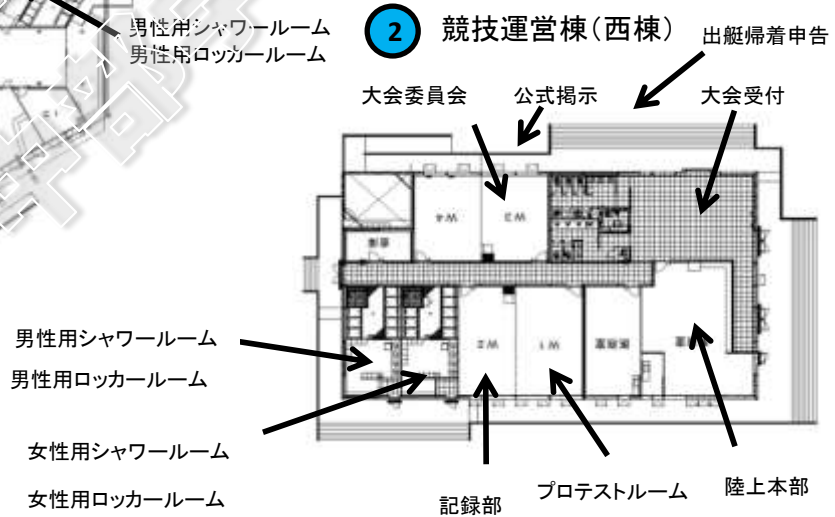 男性用シャワールーム
男性用ロッカールーム
2 競技運営棟(西棟)
出艇帰着申告
大会委員会
公式掲示
大会受付
W 4
W 3
W 2
W 1
男性用シャワールーム
男性用ロッカールーム
女性用シャワールーム
女性用ロッカールーム
記録部
プロテストルーム
陸上本部